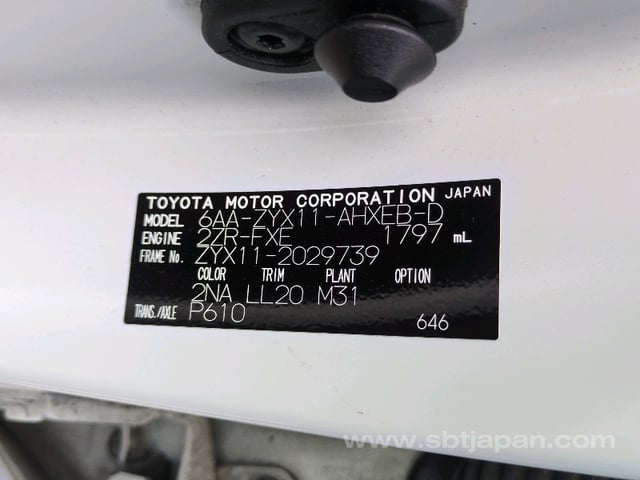 TOYOTA MOTOR CORPORATION JAPAN
MODEL 6AA-ZYX11-AHXEB-D
ENGINE 2ZR-FXE 1797 mL
FRAME No. ZYX11-2029739
COLOR TRIM PLANT OPTION
2NA LL20 M31
TRANS./AXLE P610
646
www.sbtjapan.com